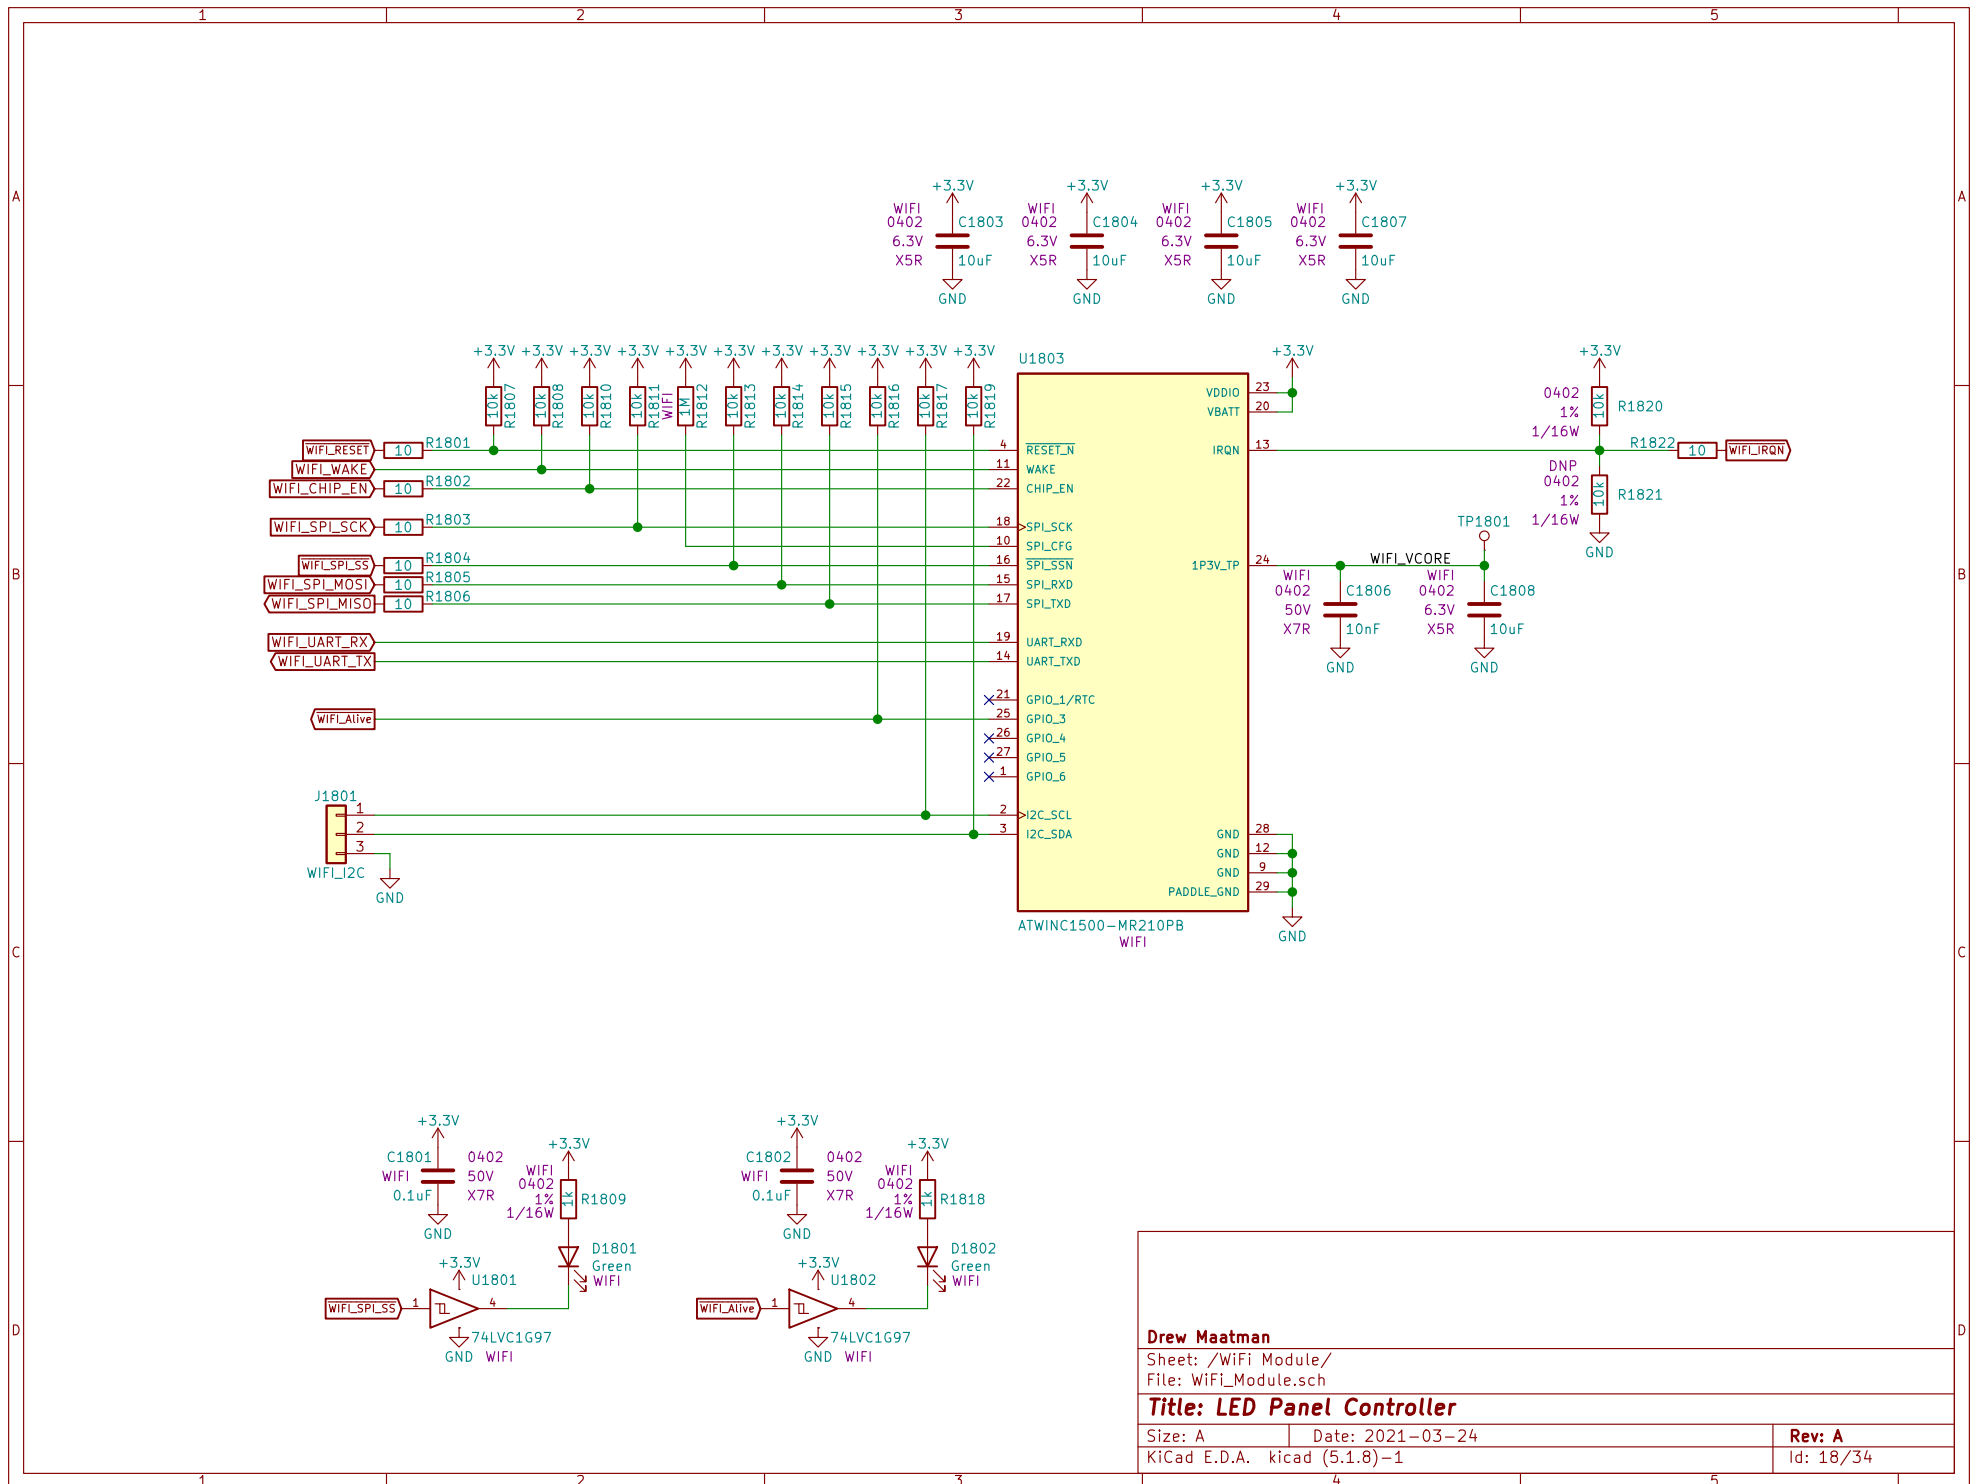 1 2 3 4 5
A A
+3.3V +3.3V +3.3V +3.3V
WIFI WIFI WIFI WIFI
0402 C1803 0402 C1804 0402 C1805 0402 C1807
6.3V 6.3V 6.3V 6.3V
X5R 10uF X5R 10uF X5R 10uF X5R 10uF
GND GND GND GND
+3.3V +3.3V +3.3V +3.3V +3.3V +3.3V +3.3V +3.3V +3.3V +3.3V +3.3V
10k R1807
10k R1808
10k R1810
10k R1811
WIFI 1M R1812
10k R1813
10k R1814
10k R1815
10k R1816
10k R1817
10k R1819
U1803
WIFI_RESET 10 R1801 4 RESET_N
WIFI_WAKE 11 WAKE
WIFI_CHIP_EN 10 R1802 22 CHIP_EN
WIFI_SPI_SCK 10 R1803 18 SPI_SCK
10 SPI_CFG
WIFI_SPI_SS 10 R1804 16 SPI_SSN
WIFI_SPI_MOSI 10 R1805 15 SPI_RXD
WIFI_SPI_MISO 10 R1806 17 SPI_TXD
WIFI_UART_RX 19 UART_RXD
WIFI_UART_TX 14 UART_TXD
21 GPIO_1/RTC
WIFI_Alive 25 GPIO_3
26 GPIO_4
27 GPIO_5
1 GPIO_6
J1801
1 2 I2C_SCL
2 3 I2C_SDA
3
WIFI_I2C
GND
+3.3V
VDDIO 23
VBATT 20
IRQN 13
1P3V_TP 24
GND 28
GND 12
GND 9
PADDLE_GND 29
GND
ATWINC1500-MR210PB
WIFI
+3.3V
0402
1% 10k R1820
1/16W
R1822 10 WIFI_IRQN
DNP
0402
1% 10k R1821
1/16W
GND
TP1801
WIFI_VCORE
WIFI WIFI
0402 C1806 0402 C1808
50V 6.3V
X7R 10nF X5R 10uF
GND GND
B B
C C
+3.3V
C1801 0402
WIFI 50V
0.1uF X7R
GND
+3.3V
WIFI
0402
1% 1k R1809
1/16W
D1801
Green
WIFI
+3.3V
U1801
WIFI_SPI_SS 1 4
74LVC1G97
GND WIFI
+3.3V
C1802 0402
WIFI 50V
0.1uF X7R
GND
+3.3V
WIFI
0402
1% 1k R1818
1/16W
D1802
Green
WIFI
+3.3V
U1802
WIFI_Alive 1 4
74LVC1G97
GND WIFI
D D
Drew Maatman
Sheet: /WiFi Module/
File: WiFi_Module.sch
Title: LED Panel Controller
Size: A Date: 2021-03-24 Rev: A
KiCad E.D.A. kicad (5.1.8)-1 Id: 18/34
1 2 3 4 5